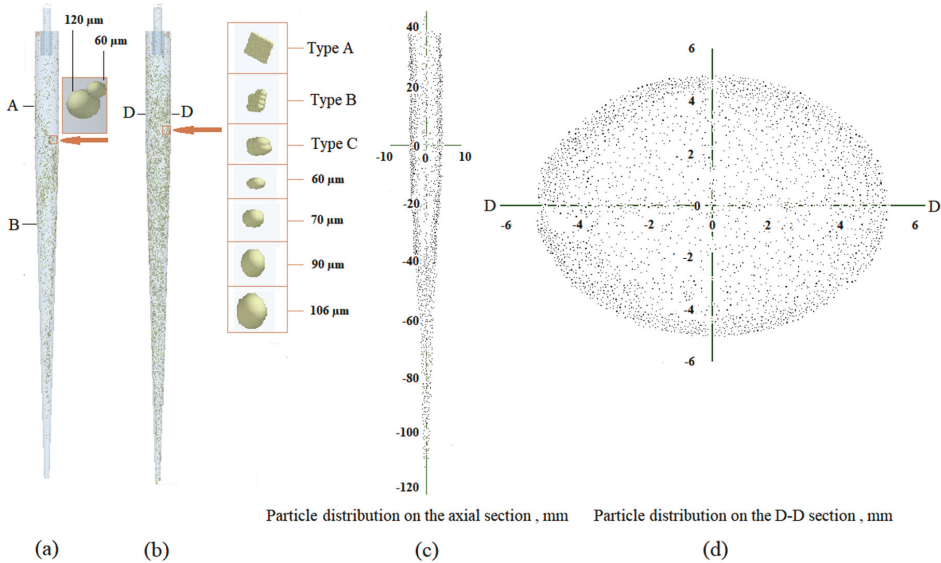 120 µm
60 µm
A
B
D D
Type A
Type B
Type C
60 µm
70 µm
90 µm
106 µm
40
20
-10 0 0 10
-20
-40
-60
-80
-100
-120
6
4
2
D D
-6 -4 -2 0 2 4 6
0
-2
-4
-6
Particle distribution on the axial section , mm
Particle distribution on the D-D section , mm
(a) (b) (c) (d)